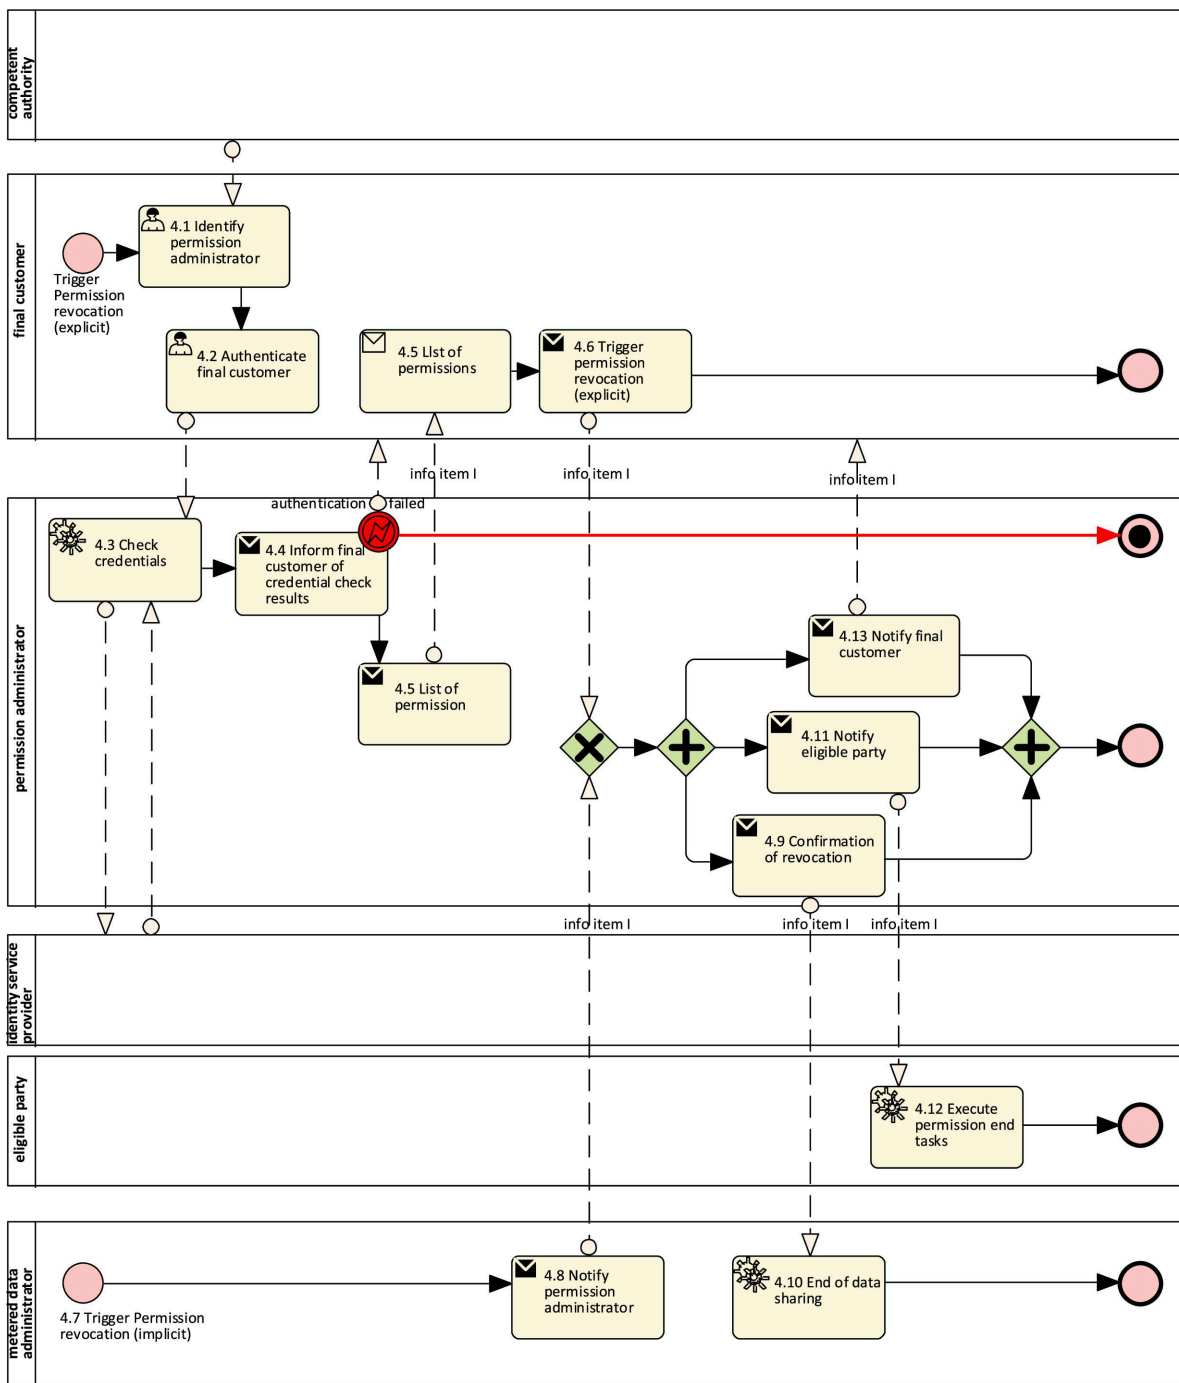 competent
authority
final customer
4.1 Identify
permission
administrator
Trigger
Permission
revocation
(explicit)
4.2 Authenticate
final customer
4.5 LIst of
permissions
4.6 Trigger
permission
revocation
(explicit)
info item I
info item I
info item I
permission administrator
authentication failed
4.3 Check
credentials
4.4 Inform final
customer of
credential check
results
4.5 List of
permission
4.13 Notify final
customer
4.11 Notify
eligible party
4.9 Confirmation
of revocation
info item I
info item I
info item I
identity service
provider
eligible party
4.12 Execute
permission end
tasks
metered data
administrator
4.7 Trigger Permission
revocation (implicit)
4.8 Notify
permission
administrator
4.10 End of data
sharing